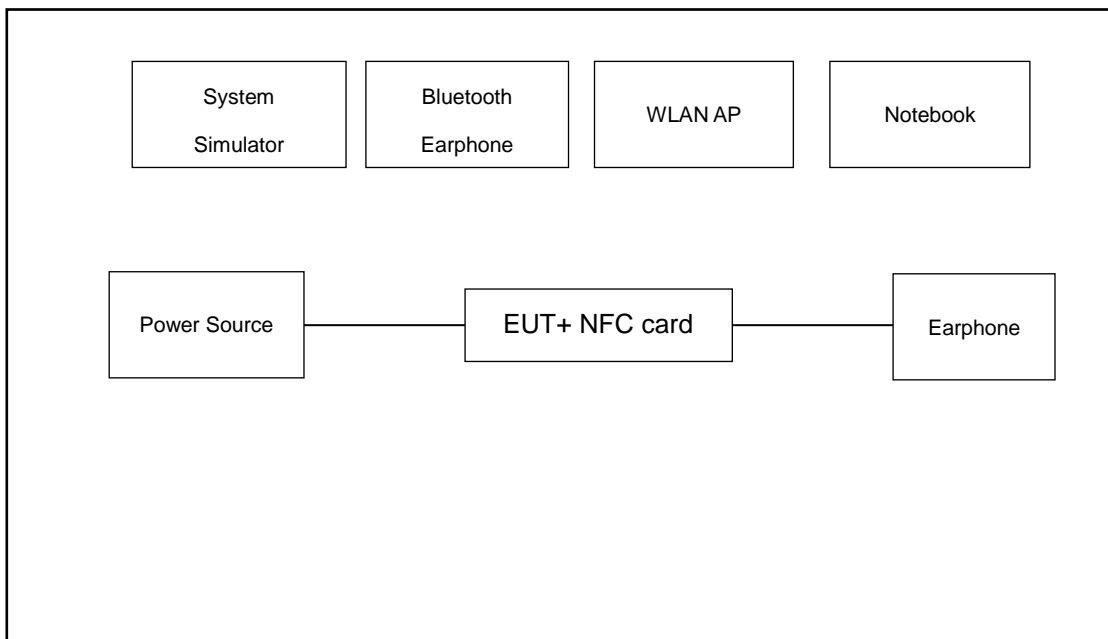 System
Simulator
Bluetooth
Earphone
WLAN AP
Notebook
Power Source
EUT+ NFC card
Earphone